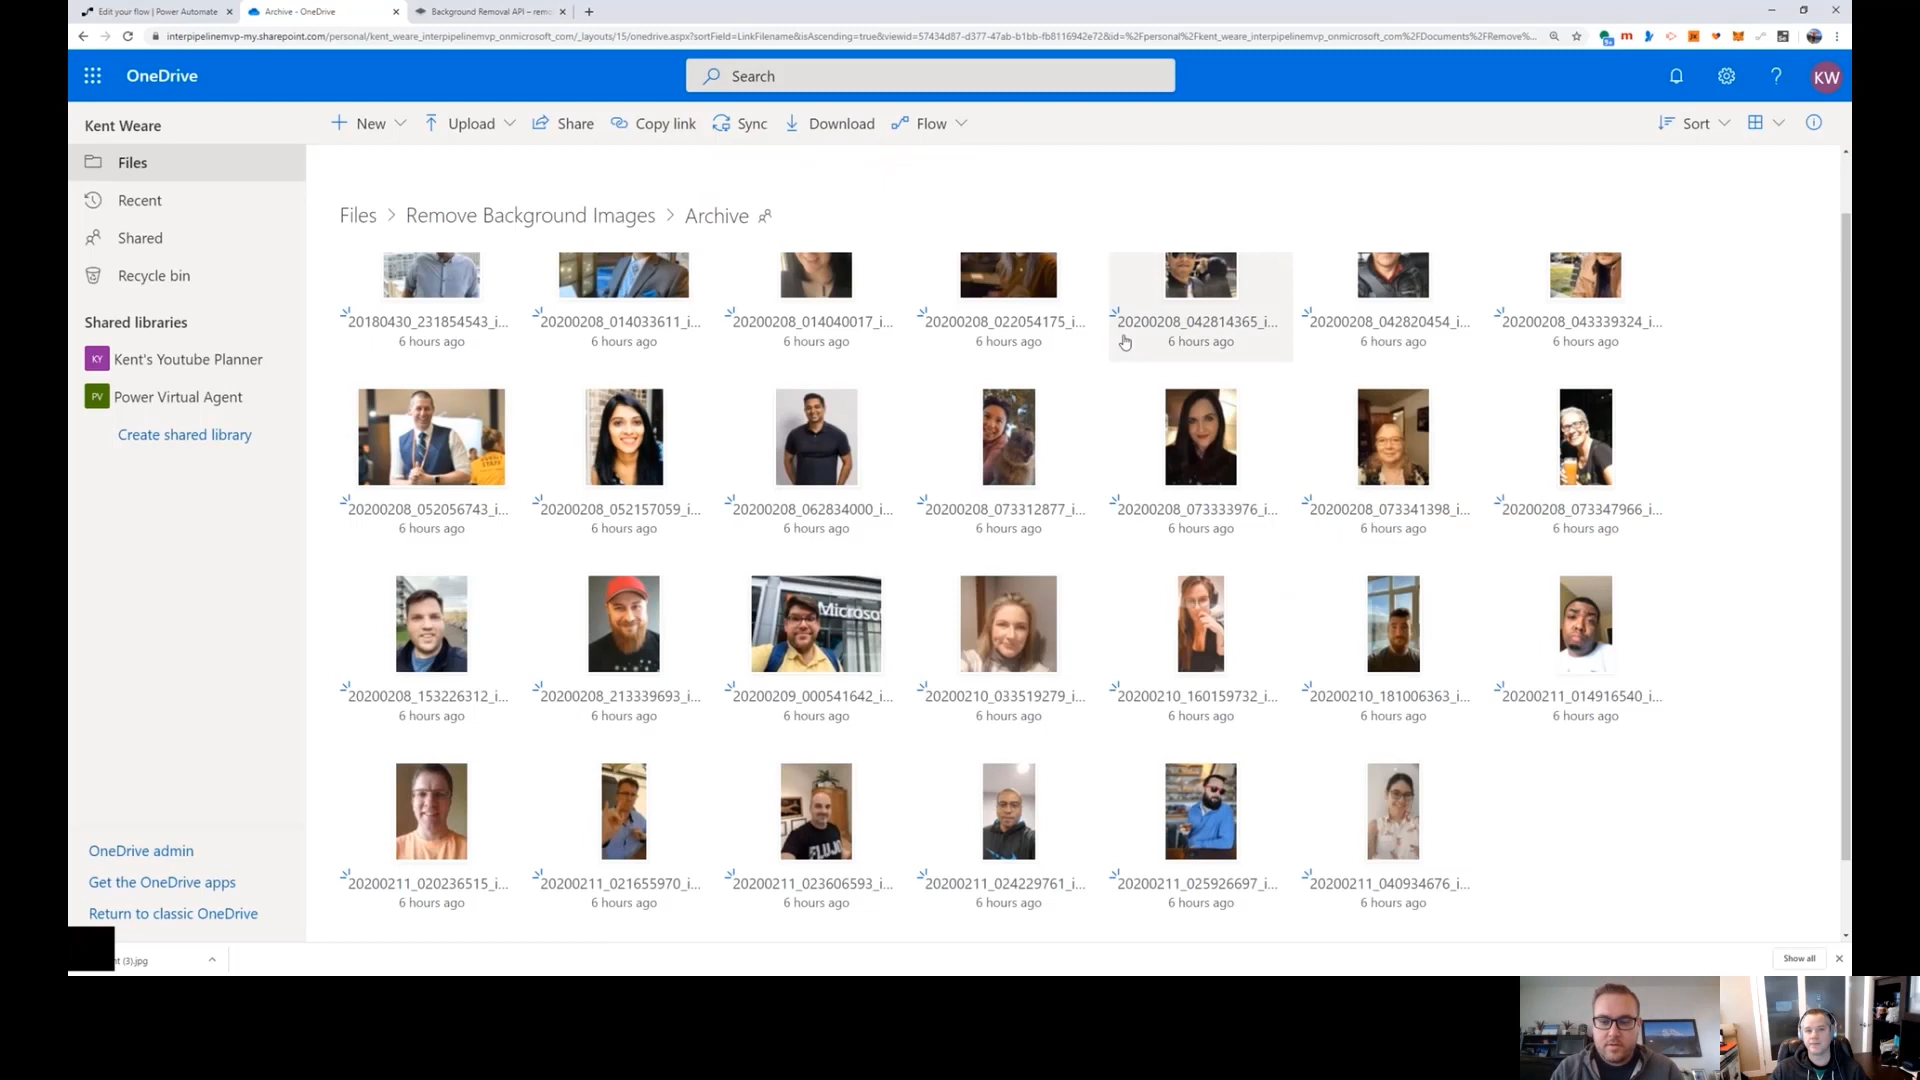 Edit your flow | Power Automate
Archive - OneDrive
Background Removal API – remo
interpipelinemvp-my.sharepoint.com/personal/kent_weare_interpipelinemvp_onmicrosoft_com/_layouts/15/onedrive.aspx?sortField=LinkFilename&isAscending=true&viewid=57434d87-d377-47ab-b1bb-fb8116942e72&id=%2Fpersonal%2Fkent_weare_interpipelinemvp_onmicrosoft_com%2FDocuments%2FRemove%...
OneDrive
Search
KW
Kent Weare
New
Upload
Share
Copy link
Sync
Download
Flow
Sort
Files
Recent
Shared
Recycle bin
Shared libraries
KY Kent's Youtube Planner
PV Power Virtual Agent
Create shared library
OneDrive admin
Get the OneDrive apps
Return to classic OneDrive
Files > Remove Background Images > Archive
20180430_231854543_i... 20200208_014033611_i... 20200208_014040017_i... 20200208_022054175_i... 20200208_042814365_i... 20200208_042820454_i... 20200208_043339324_i...
6 hours ago 6 hours ago 6 hours ago 6 hours ago 6 hours ago 6 hours ago 6 hours ago
STAFF
20200208_052056743_i... 20200208_052157059_i... 20200208_062834000_i... 20200208_073312877_i... 20200208_073333976_i... 20200208_073341398_i... 20200208_073347966_i...
6 hours ago 6 hours ago 6 hours ago 6 hours ago 6 hours ago 6 hours ago 6 hours ago
Microso
20200208_153226312_i... 20200208_213339693_i... 20200209_000541642_i... 20200210_033519279_i... 20200210_160159732_i... 20200210_181006363_i... 20200211_014916540_i...
6 hours ago 6 hours ago 6 hours ago 6 hours ago 6 hours ago 6 hours ago 6 hours ago
FLUJO
20200211_020236515_i... 20200211_021655970_i... 20200211_023606593_i... 20200211_024229761_i... 20200211_025926697_i... 20200211_040934676_i...
6 hours ago 6 hours ago 6 hours ago 6 hours ago 6 hours ago 6 hours ago
nt (3).jpg
Show all